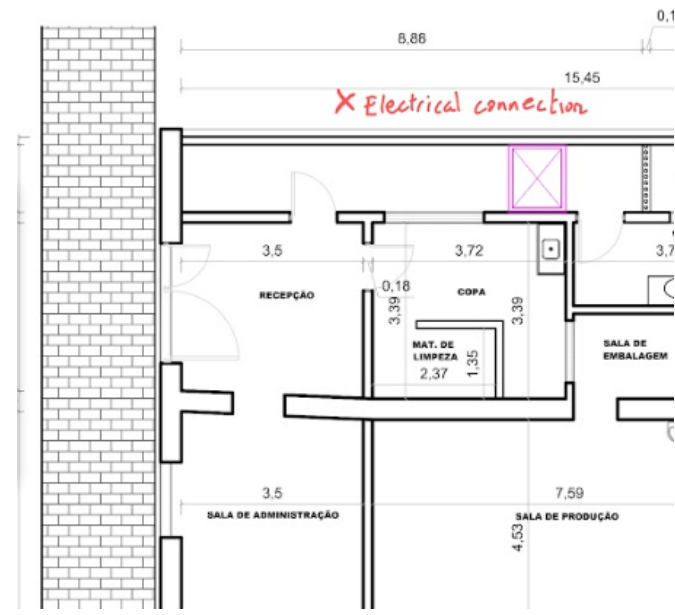 0,1
8,88
15,45
X Electrical connection
3,5
3,72
3,7
RECEPÇÃO
0,18
COPA
3,39
3,39
MAT. DE
LIMPEZA
2,37
1,35
SALA DE
EMBALAGEM
3,5
7,59
SALA DE ADMINISTRAÇÃO
SALA DE PRODUÇÃO
4,53